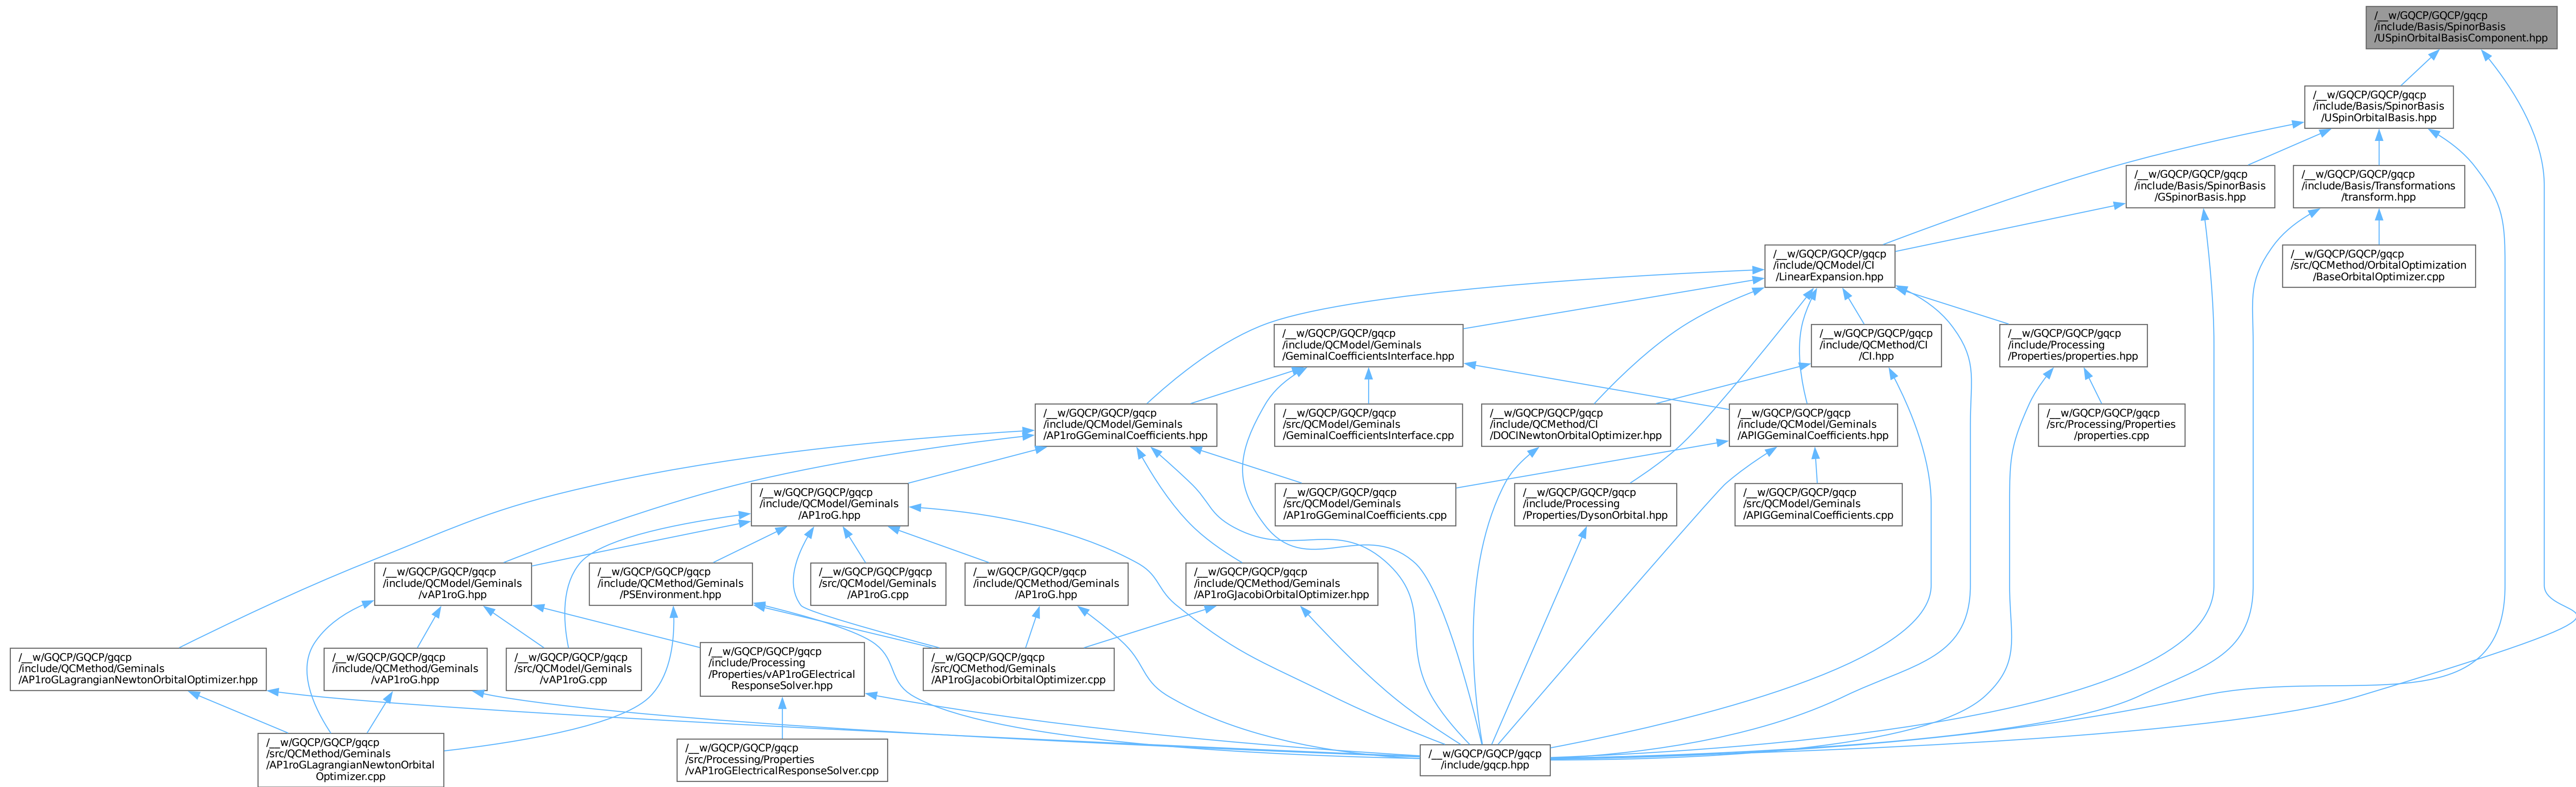 /__w/GQCP/GQCP/gqcp
/include/Basis/SpinorBasis
/USpinOrbitalBasisComponent.hpp
/__w/GQCP/GQCP/gqcp
/include/Basis/SpinorBasis
/USpinOrbitalBasis.hpp
/__w/GQCP/GQCP/gqcp
/include/Basis/SpinorBasis
/GSpinorBasis.hpp
/__w/GQCP/GQCP/gqcp
/include/Basis/Transformations
/transform.hpp
/__w/GQCP/GQCP/gqcp
/include/QCModel/CI
/LinearExpansion.hpp
/__w/GQCP/GQCP/gqcp
/src/QCMethod/OrbitalOptimization
/BaseOrbitalOptimizer.cpp
/__w/GQCP/GQCP/gqcp
/include/QCModel/Geminals
/GeminalCoefficientsInterface.hpp
/__w/GQCP/GQCP/gqcp
/include/QCMethod/CI
/CI.hpp
/__w/GQCP/GQCP/gqcp
/include/Processing
/Properties/properties.hpp
/__w/GQCP/GQCP/gqcp
/include/QCModel/Geminals
/AP1roGGeminalCoefficients.hpp
/__w/GQCP/GQCP/gqcp
/src/QCModel/Geminals
/GeminalCoefficientsInterface.cpp
/__w/GQCP/GQCP/gqcp
/include/QCMethod/CI
/DOCINewtonOrbitalOptimizer.hpp
/__w/GQCP/GQCP/gqcp
/include/QCModel/Geminals
/APIGGeminalCoefficients.hpp
/__w/GQCP/GQCP/gqcp
/src/Processing/Properties
/properties.cpp
/__w/GQCP/GQCP/gqcp
/include/QCModel/Geminals
/AP1roG.hpp
/__w/GQCP/GQCP/gqcp
/src/QCModel/Geminals
/AP1roGGeminalCoefficients.cpp
/__w/GQCP/GQCP/gqcp
/include/Processing
/Properties/DysonOrbital.hpp
/__w/GQCP/GQCP/gqcp
/src/QCModel/Geminals
/APIGGeminalCoefficients.cpp
/__w/GQCP/GQCP/gqcp
/include/QCModel/Geminals
/vAP1roG.hpp
/__w/GQCP/GQCP/gqcp
/include/QCMethod/Geminals
/PSEnvironment.hpp
/__w/GQCP/GQCP/gqcp
/src/QCModel/Geminals
/AP1roG.cpp
/__w/GQCP/GQCP/gqcp
/include/QCMethod/Geminals
/AP1roG.hpp
/__w/GQCP/GQCP/gqcp
/include/QCMethod/Geminals
/AP1roGJacobiOrbitalOptimizer.hpp
/__w/GQCP/GQCP/gqcp
/include/QCMethod/Geminals
/AP1roGLagrangianNewtonOrbitalOptimizer.hpp
/__w/GQCP/GQCP/gqcp
/include/QCMethod/Geminals
/vAP1roG.hpp
/__w/GQCP/GQCP/gqcp
/src/QCModel/Geminals
/vAP1roG.cpp
/__w/GQCP/GQCP/gqcp
/include/Processing
/Properties/vAP1roGElectrical
ResponseSolver.hpp
/__w/GQCP/GQCP/gqcp
/src/QCMethod/Geminals
/AP1roGJacobiOrbitalOptimizer.cpp
/__w/GQCP/GQCP/gqcp
/src/QCMethod/Geminals
/AP1roGLagrangianNewtonOrbital
Optimizer.cpp
/__w/GQCP/GQCP/gqcp
/src/Processing/Properties
/vAP1roGElectricalResponseSolver.cpp
/__w/GQCP/GQCP/gqcp
/include/gqcp.hpp